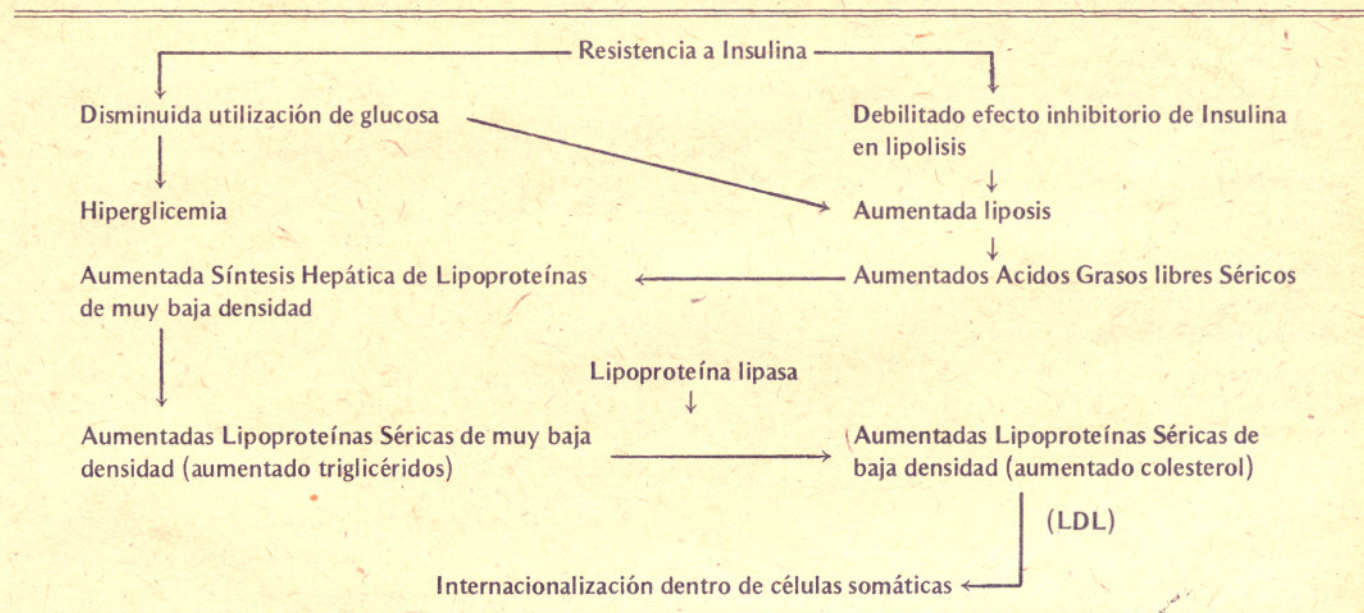 Resistencia a Insulina
Disminuida utilización de glucosa
Debilitado efecto inhibitorio de Insulina
en lipolisis
Hiperglicemia
Aumentada liposis
Aumentada Síntesis Hepática de Lipoproteínas
de muy baja densidad
Aumentados Acidos Grasos libres Séricos
Lipoproteína lipasa
Aumentadas Lipoproteínas Séricas de muy baja
densidad (aumentado triglicéridos)
Aumentadas Lipoproteínas Séricas de
baja densidad (aumentado colesterol)
(LDL)
Internacionalización dentro de células somáticas